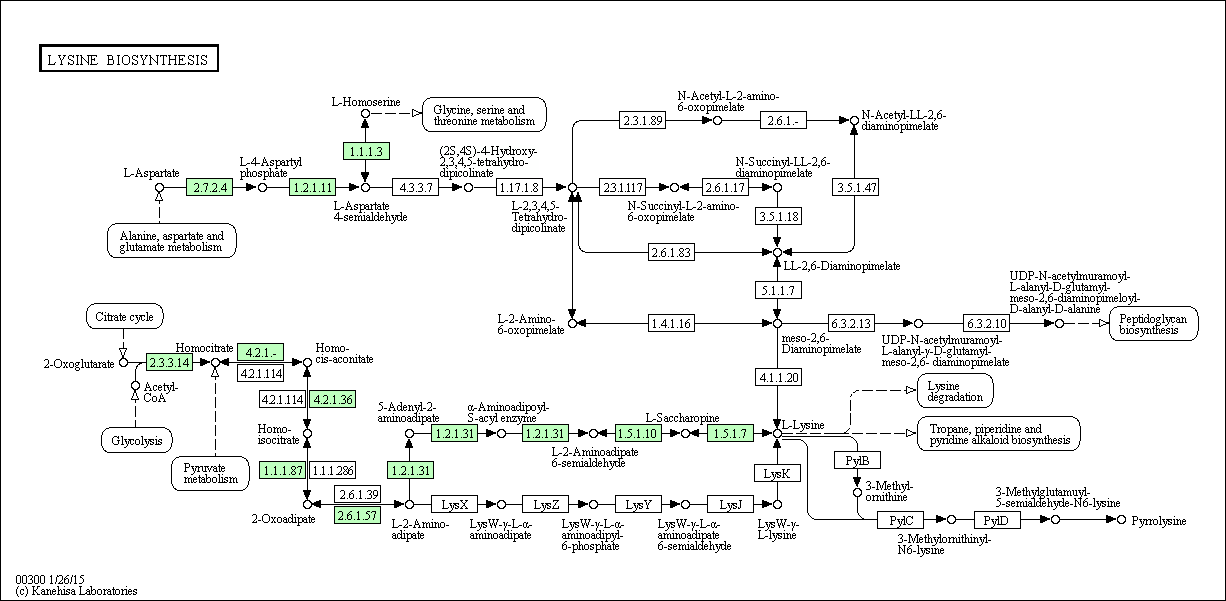 LYSINE BIOSYNTHESIS
L-Homoserine
Glycine, serine and
threonine metabolism
N-Acetyl-L-2-amino-
6-oxopimelate
2.3.1.89
2.6.1.-
N-Acetyl-LL-2,6-
diaminopimelate
1.1.1.3
L-Aspartate
2.7.2.4
L-4-Aspartyl
phosphate
1.2.1.11
L-Aspartate
4-semialdehyde
4.3.3.7
(2S,4S)-4-Hydroxy-
2,3,4,5-tetrahydro-
dipicolinate
1.17.1.8
L-2,3,4,5-
Tetrahydro-
dipicolinate
2.3.1.117
N-Succinyl-L-2-amino-
6-oxopimelate
2.6.1.17
N-Succinyl-LL-2,6-
diaminopimelate
3.5.1.47
3.5.1.18
Alanine, aspartate and
glutamate metabolism
2.6.1.83
LL-2,6-Diaminopimelate
5.1.1.7
L-2-Amino-
6-oxopimelate
1.4.1.16
meso-2,6-
Diaminopimelate
6.3.2.13
UDP-N-acetylmuramoyl-
L-alanyl-γ-D-glutamyl-
meso-2,6-diaminopimelate
6.3.2.10
UDP-N-acetylmuramoyl-
L-alanyl-D-glutamyl-
meso-2,6-diaminopimeloyl-
D-alanyl-D-alanine
Peptidoglycan
biosynthesis
Citrate cycle
2-Oxoglutarate
2.3.3.14
Homocitrate
4.2.1.-
4.2.1.114
Homo-
cis-aconitate
Acetyl-
CoA
Glycolysis
Pyruvate
metabolism
4.2.1.114
4.2.1.36
Homo-
isocitrate
1.1.1.87
1.1.1.286
2-Oxoadipate
2.6.1.39
2.6.1.57
4.1.1.20
5-Adenyl-2-
aminoadipate
1.2.1.31
α-Aminoadipoyl-
S-acyl enzyme
1.2.1.31
L-2-Aminoadipate
6-semialdehyde
1.5.1.10
L-Saccharopine
1.5.1.7
L-Lysine
Lysine
degradation
Tropane, piperidine and
pyridine alkaloid biosynthesis
1.2.1.31
L-2-Amino-
adipate
LysX
LysW-γ-L-α-
aminoadipate
LysZ
LysW-γ-L-α-
aminoadipyl-
6-phosphate
LysY
LysW-γ-L-α-
aminoadipate
6-semialdehyde
LysJ
LysW-γ-
L-lysine
LysK
PylB
3-Methyl-
ornithine
PylC
3-Methylornithinyl-
N6-lysine
PylD
3-Methylglutamuyl-
5-semialdehyde-N6-lysine
Pyrrolysine
00300 1/26/15
(c) Kanehisa Laboratories